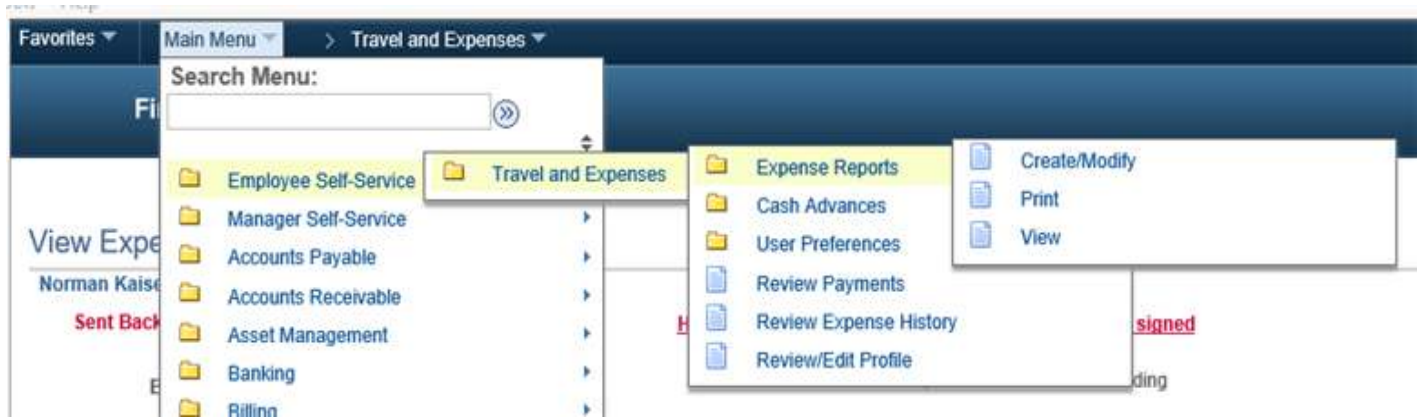 Favorites Main Menu > Travel and Expenses
Search Menu:
Fi
Employee Self-Service
Manager Self-Service
Accounts Payable
Accounts Receivable
Asset Management
Banking
Billing
Travel and Expenses
Expense Reports
Cash Advances
User Preferences
Review Payments
Review Expense History
Review/Edit Profile
Create/Modify
Print
View
View Expe
Norman Kaise
Sent Back
H
signed
E
ding